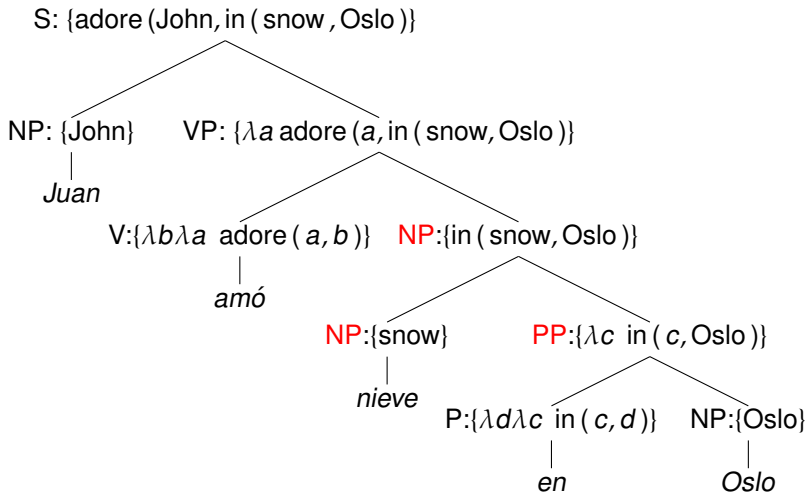 S: {adore(John, in(snow, Oslo)}
NP: {John} VP: {λa adore(a, in(snow, Oslo)}
Juan
V:{λbλa adore(a, b)} NP:{in(snow, Oslo)}
amó
NP:{snow} PP:{λc in(c, Oslo)}
nieve
P:{λdλc in(c, d)} NP:{Oslo}
en Oslo